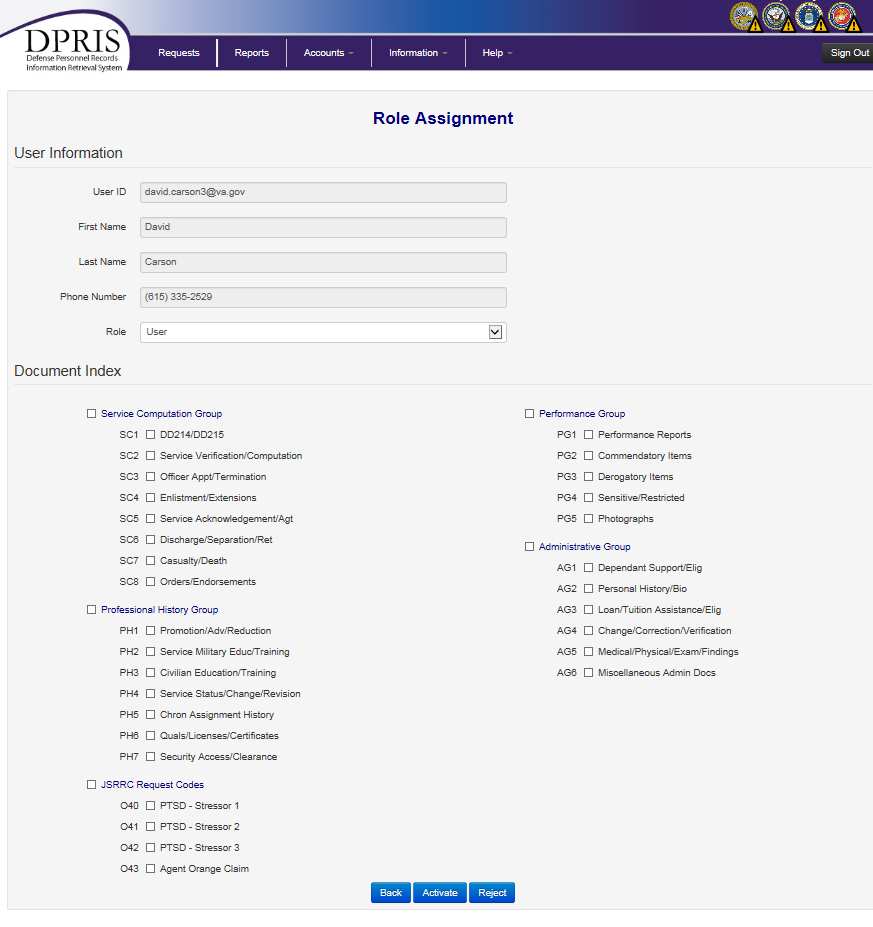 DPRIS
Defense Personnel Records
Information Retrieval System
Requests
Reports
Accounts
Information
Help
Sign Out
Role Assignment
User Information
User ID david.carson3@va.gov
First Name David
Last Name Carson
Phone Number (615) 335-2529
Role User
Document Index
Service Computation Group
SC1 DD214/DD215
SC2 Service Verification/Computation
SC3 Officer Appt/Termination
SC4 Enlistment/Extensions
SC5 Service Acknowledgement/Agt
SC6 Discharge/Separation/Ret
SC7 Casualty/Death
SC8 Orders/Endorsements
Professional History Group
PH1 Promotion/Adv/Reduction
PH2 Service Military Educ/Training
PH3 Civilian Education/Training
PH4 Service Status/Change/Revision
PH5 Chron Assignment History
PH6 Quals/Licenses/Certificates
PH7 Security Access/Clearance
JSRRC Request Codes
O40 PTSD - Stressor 1
O41 PTSD - Stressor 2
O42 PTSD - Stressor 3
O43 Agent Orange Claim
Performance Group
PG1 Performance Reports
PG2 Commendatory Items
PG3 Derogatory Items
PG4 Sensitive/Restricted
PG5 Photographs
Administrative Group
AG1 Dependant Support/Elig
AG2 Personal History/Bio
AG3 Loan/Tuition Assistance/Elig
AG4 Change/Correction/Verification
AG5 Medical/Physical/Exam/Findings
AG6 Miscellaneous Admin Docs
Back
Activate
Reject